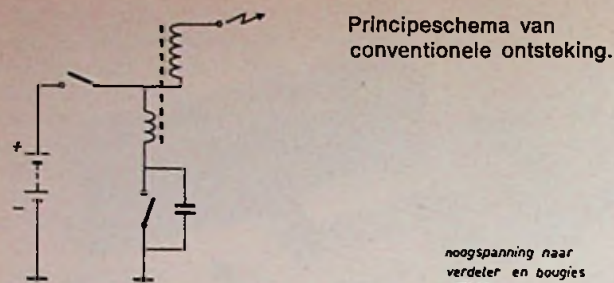 Principeschema van
conventionele ontsteking.
+
-
hoogspanning naar
verdeler en bougies